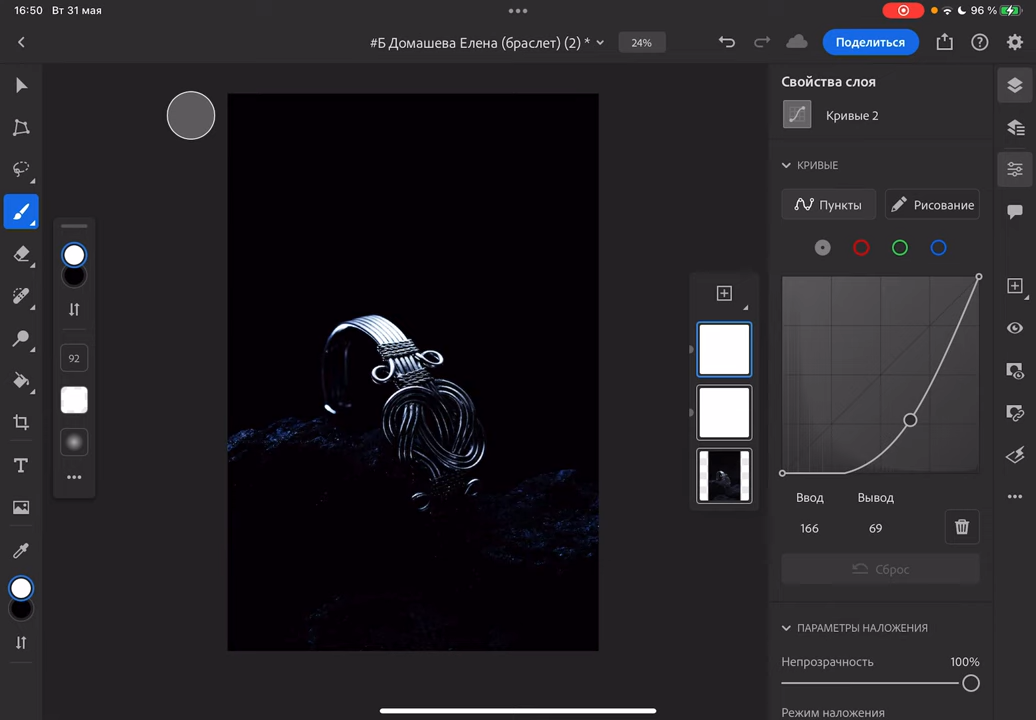 16:50 Вт 31 мая
96 %
#Б Домашева Елена (браслет) (2) *
24%
Поделиться
Свойства слоя
Кривые 2
КРИВЫЕ
Пункты
Рисование
92
Ввод
Вывод
166
69
Сброс
ПАРАМЕТРЫ НАЛОЖЕНИЯ
Непрозрачность
100%
Режим наложения